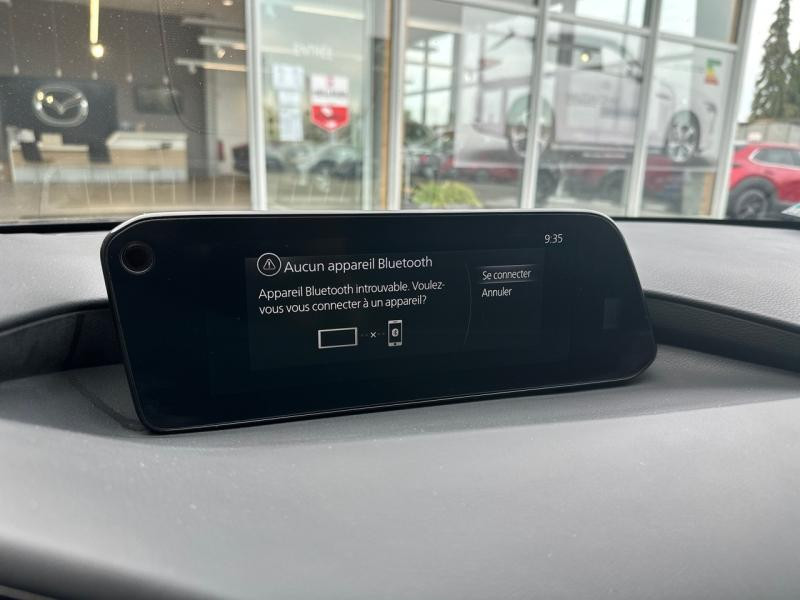 9:35
Aucun appareil Bluetooth
Appareil Bluetooth introuvable. Voulez-
vous vous connecter à un appareil?
Se connecter
Annuler